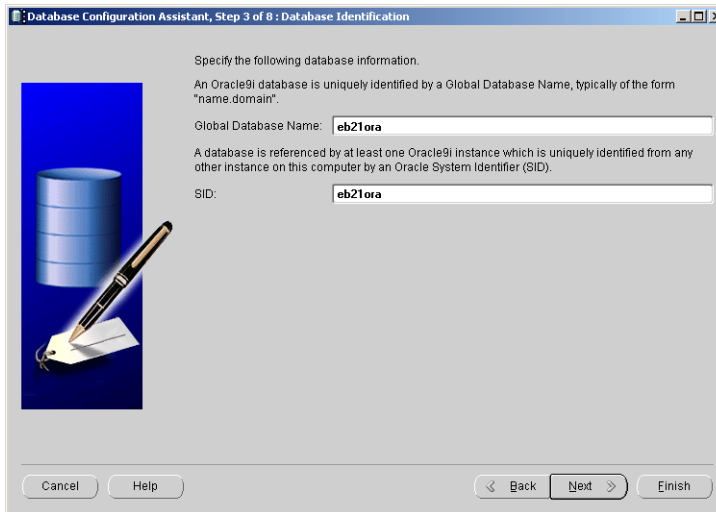 Database Configuration Assistant, Step 3 of 8 : Database Identification
Specify the following database information.
An Oracle9i database is uniquely identified by a Global Database Name, typically of the form
"name.domain".
Global Database Name: eb21ora
A database is referenced by at least one Oracle9i instance which is uniquely identified from any
other instance on this computer by an Oracle System Identifier (SID).
SID: eb21ora
Cancel Help Back Next Finish